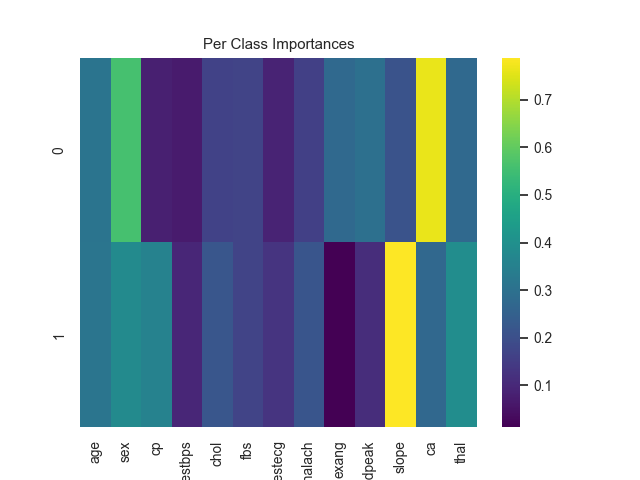 Per Class Importances
0
1
0.7
0.6
0.5
0.4
0.3
0.2
0.1
age
sex
cp
estbps
chol
fbs
estecg
nalach
exang
dpeak
slope
ca
thal